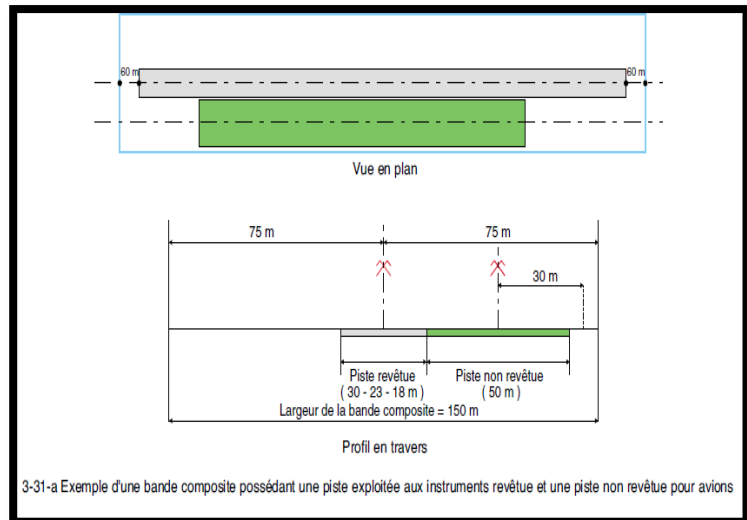 60 m 60 m
Vue en plan
75 m 75 m
30 m
Piste revêtue Piste non revêtue
( 30 - 23 - 18 m ) ( 50 m )
Largeur de la bande composite = 150 m
Profil en travers
3-31-a Exemple d'une bande composite possédant une piste exploitée aux instruments revêtue et une piste non revêtue pour avions